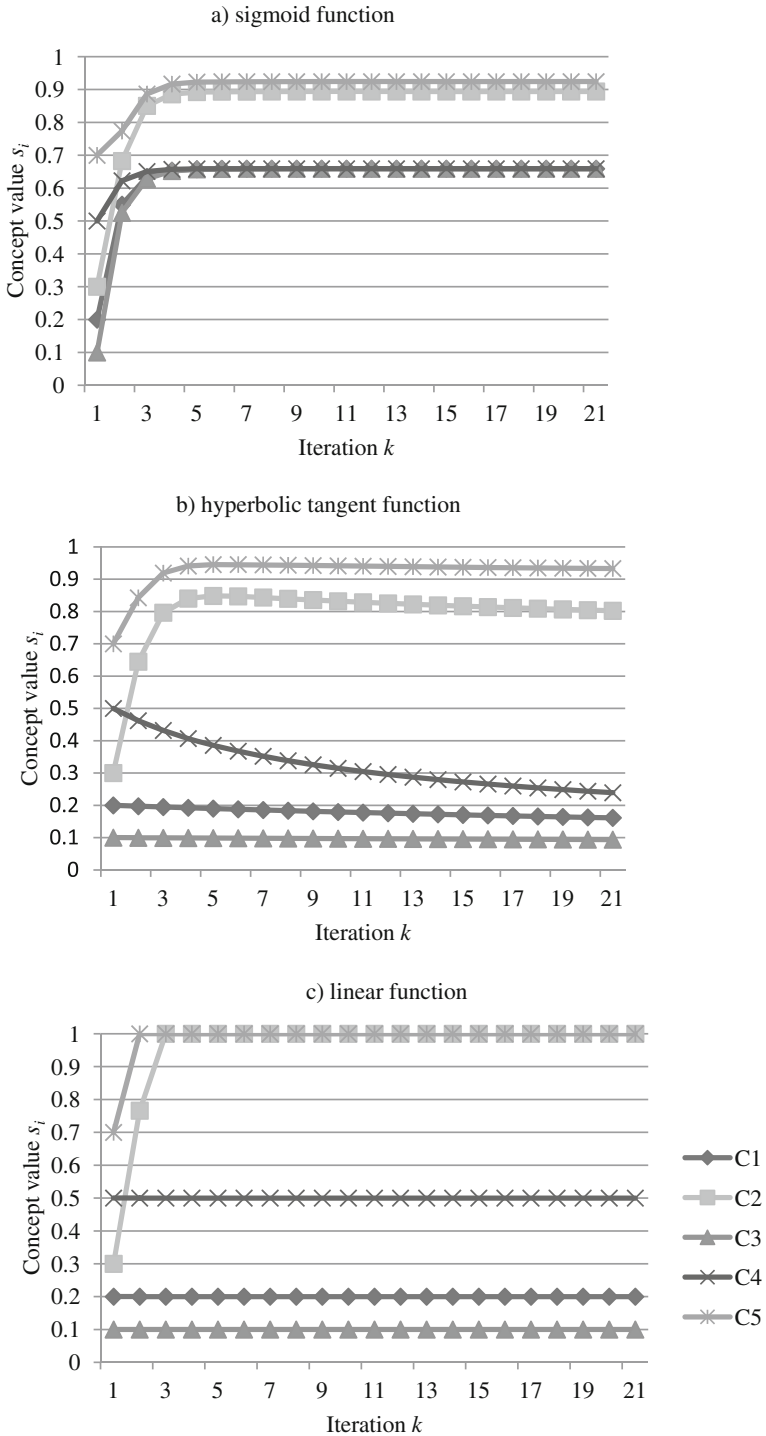 a) sigmoid function
1
0.9
0.8
0.7
0.6
0.5
0.4
0.3
0.2
0.1
0
Concept value s_i
1 3 5 7 9 11 13 15 17 19 21
Iteration k
b) hyperbolic tangent function
1
0.9
0.8
0.7
0.6
0.5
0.4
0.3
0.2
0.1
0
Concept value s_i
1 3 5 7 9 11 13 15 17 19 21
Iteration k
c) linear function
1
0.9
0.8
0.7
0.6
0.5
0.4
0.3
0.2
0.1
0
Concept value s_i
1 3 5 7 9 11 13 15 17 19 21
Iteration k
C1
C2
C3
C4
C5